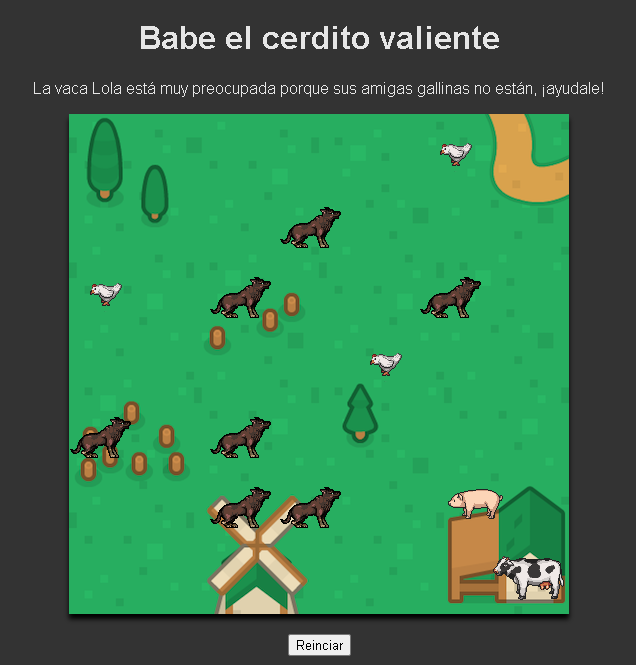 Babe el cerdito valiente
La vaca Lola está muy preocupada porque sus amigas gallinas no están, ¡ayudale!
Reinciar